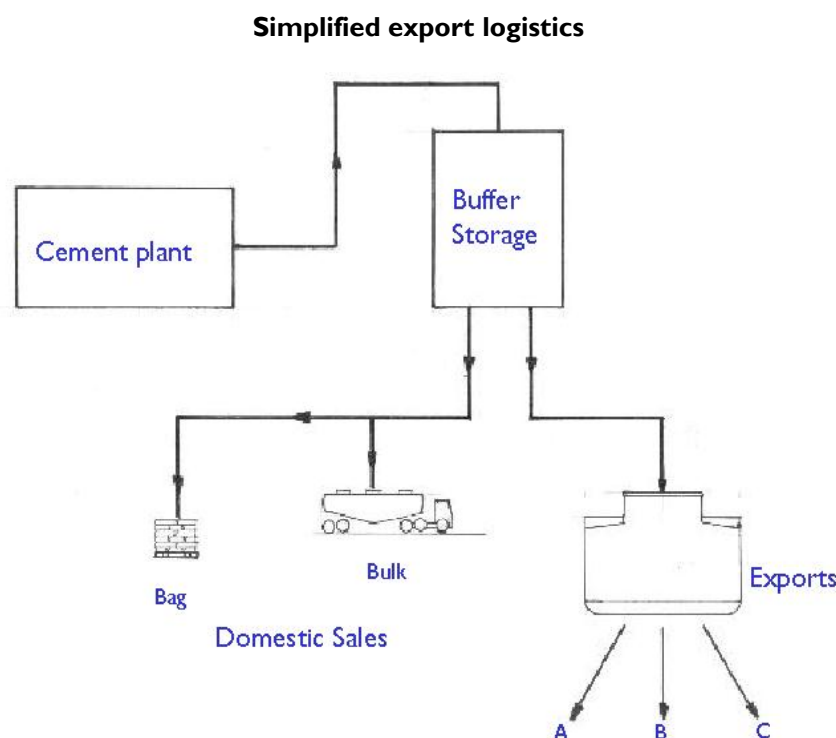 Simplified export logistics
Buffer
Storage
Cement plant
Bag
Bulk
Exports
Domestic Sales
A
B
C